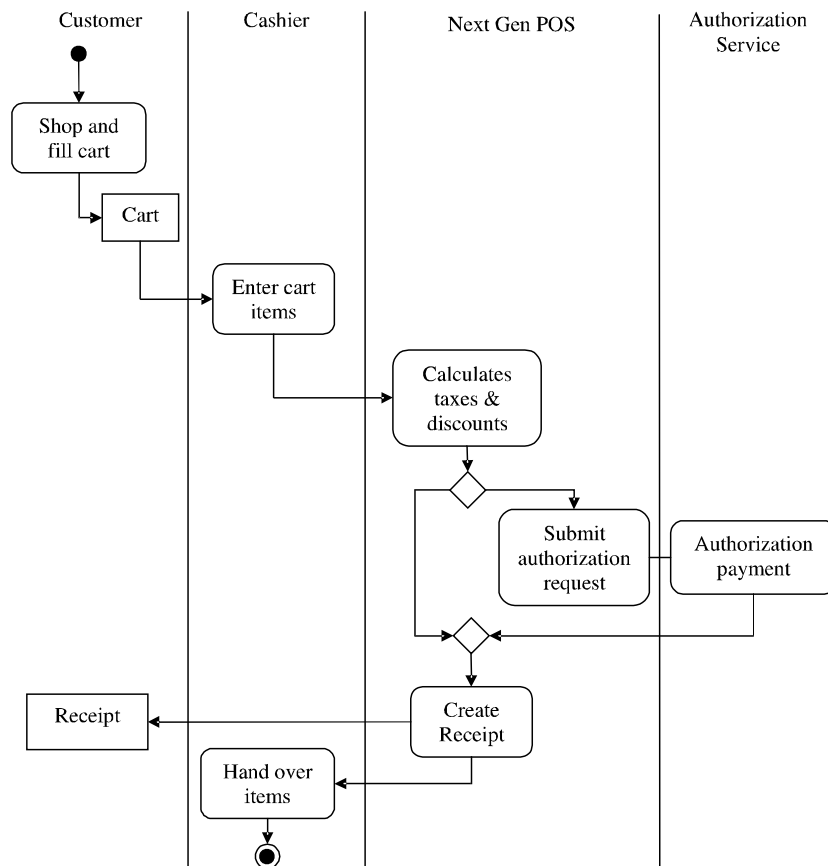 Customer
Cashier
Next Gen POS
Authorization
Service
Shop and
fill cart
Cart
Enter cart
items
Calculates
taxes &
discounts
Submit
authorization
request
Authorization
payment
Create
Receipt
Receipt
Hand over
items